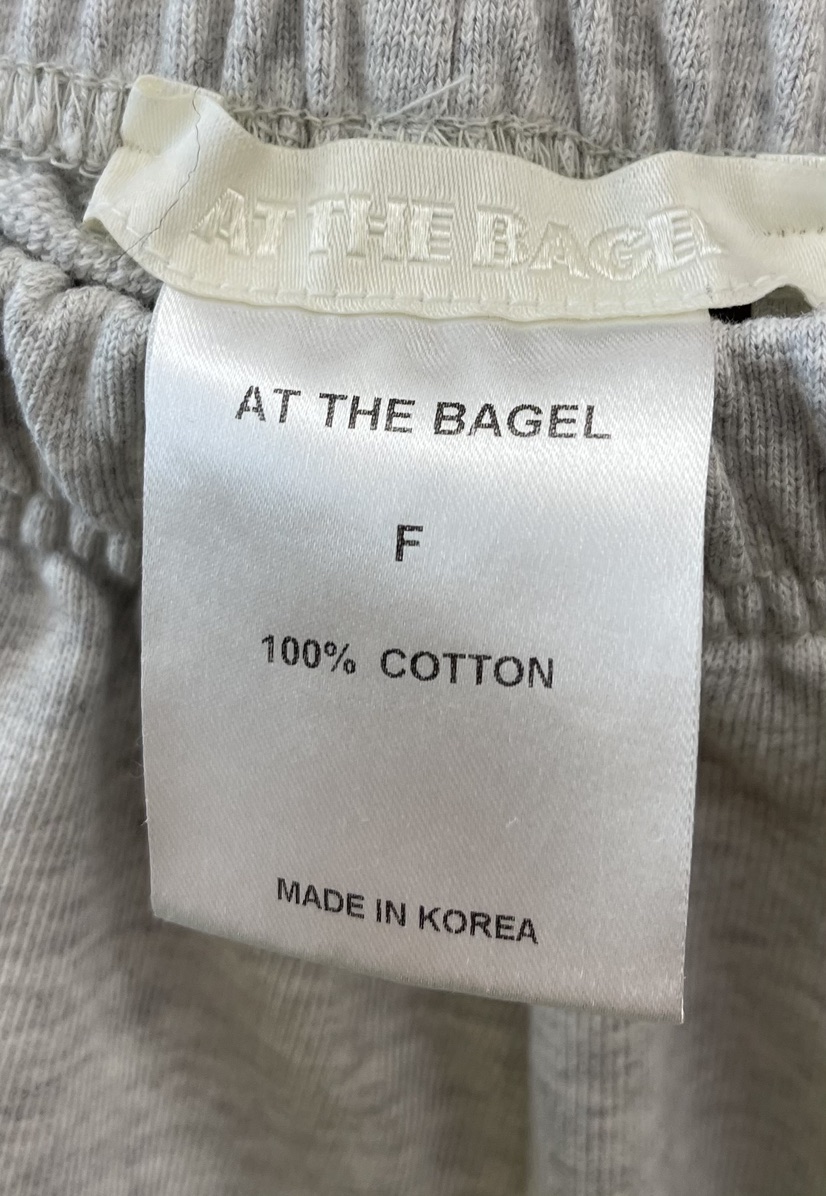 AT THE BAGEL
AT THE BAGEL
F
100% COTTON
MADE IN KOREA